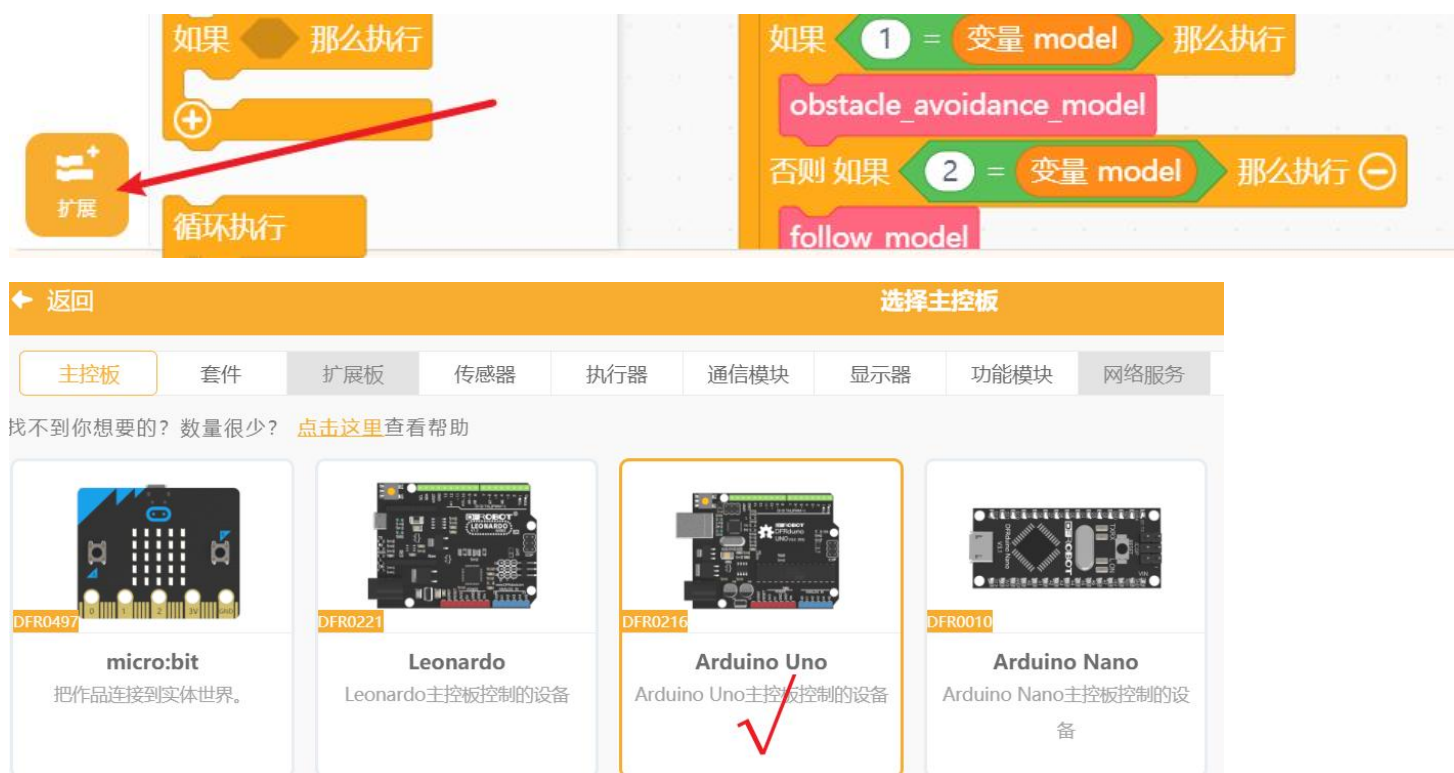 如果 那么执行
扩展
循环执行
如果 1 = 变量 model 那么执行
obstacle_avoidance_model
否则 如果 2 = 变量 model 那么执行
follow model
返回 选择主控板
主控板 套件 扩展板 传感器 执行器 通信模块 显示器 功能模块 网络服务
找不到你想要的? 数量很少? 点击这里查看帮助
DFR0497 DFR0221 DFR0216 DFR0010
micro:bit
把作品连接到实体世界。
Leonardo
Leonardo主控板控制的设备
Arduino Uno
Arduino Uno主控板控制的设备
Arduino Nano
Arduino Nano主控板控制的设
备